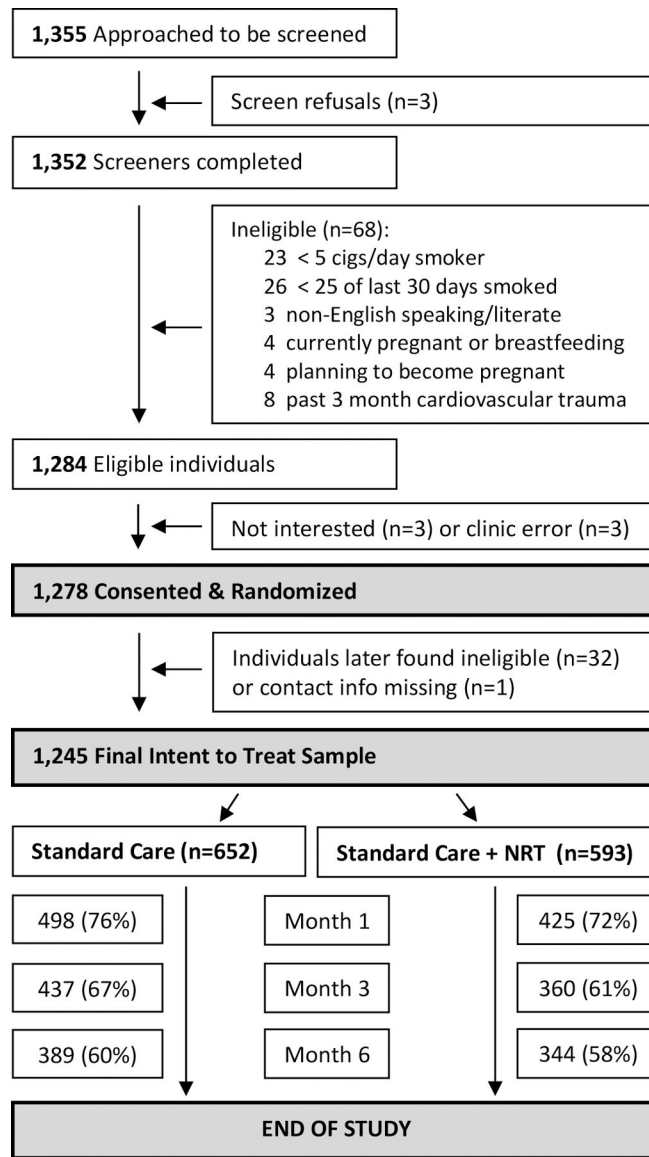 1,355 Approached to be screened
Screen refusals (n=3)
1,352 Screeners completed
Ineligible (n=68):
23 < 5 cigs/day smoker
26 < 25 of last 30 days smoked
3 non-English speaking/literate
4 currently pregnant or breastfeeding
4 planning to become pregnant
8 past 3 month cardiovascular trauma
1,284 Eligible individuals
Not interested (n=3) or clinic error (n=3)
1,278 Consented & Randomized
Individuals later found ineligible (n=32)
or contact info missing (n=1)
1,245 Final Intent to Treat Sample
Standard Care (n=652)
Standard Care + NRT (n=593)
498 (76%)
Month 1
425 (72%)
437 (67%)
Month 3
360 (61%)
389 (60%)
Month 6
344 (58%)
END OF STUDY